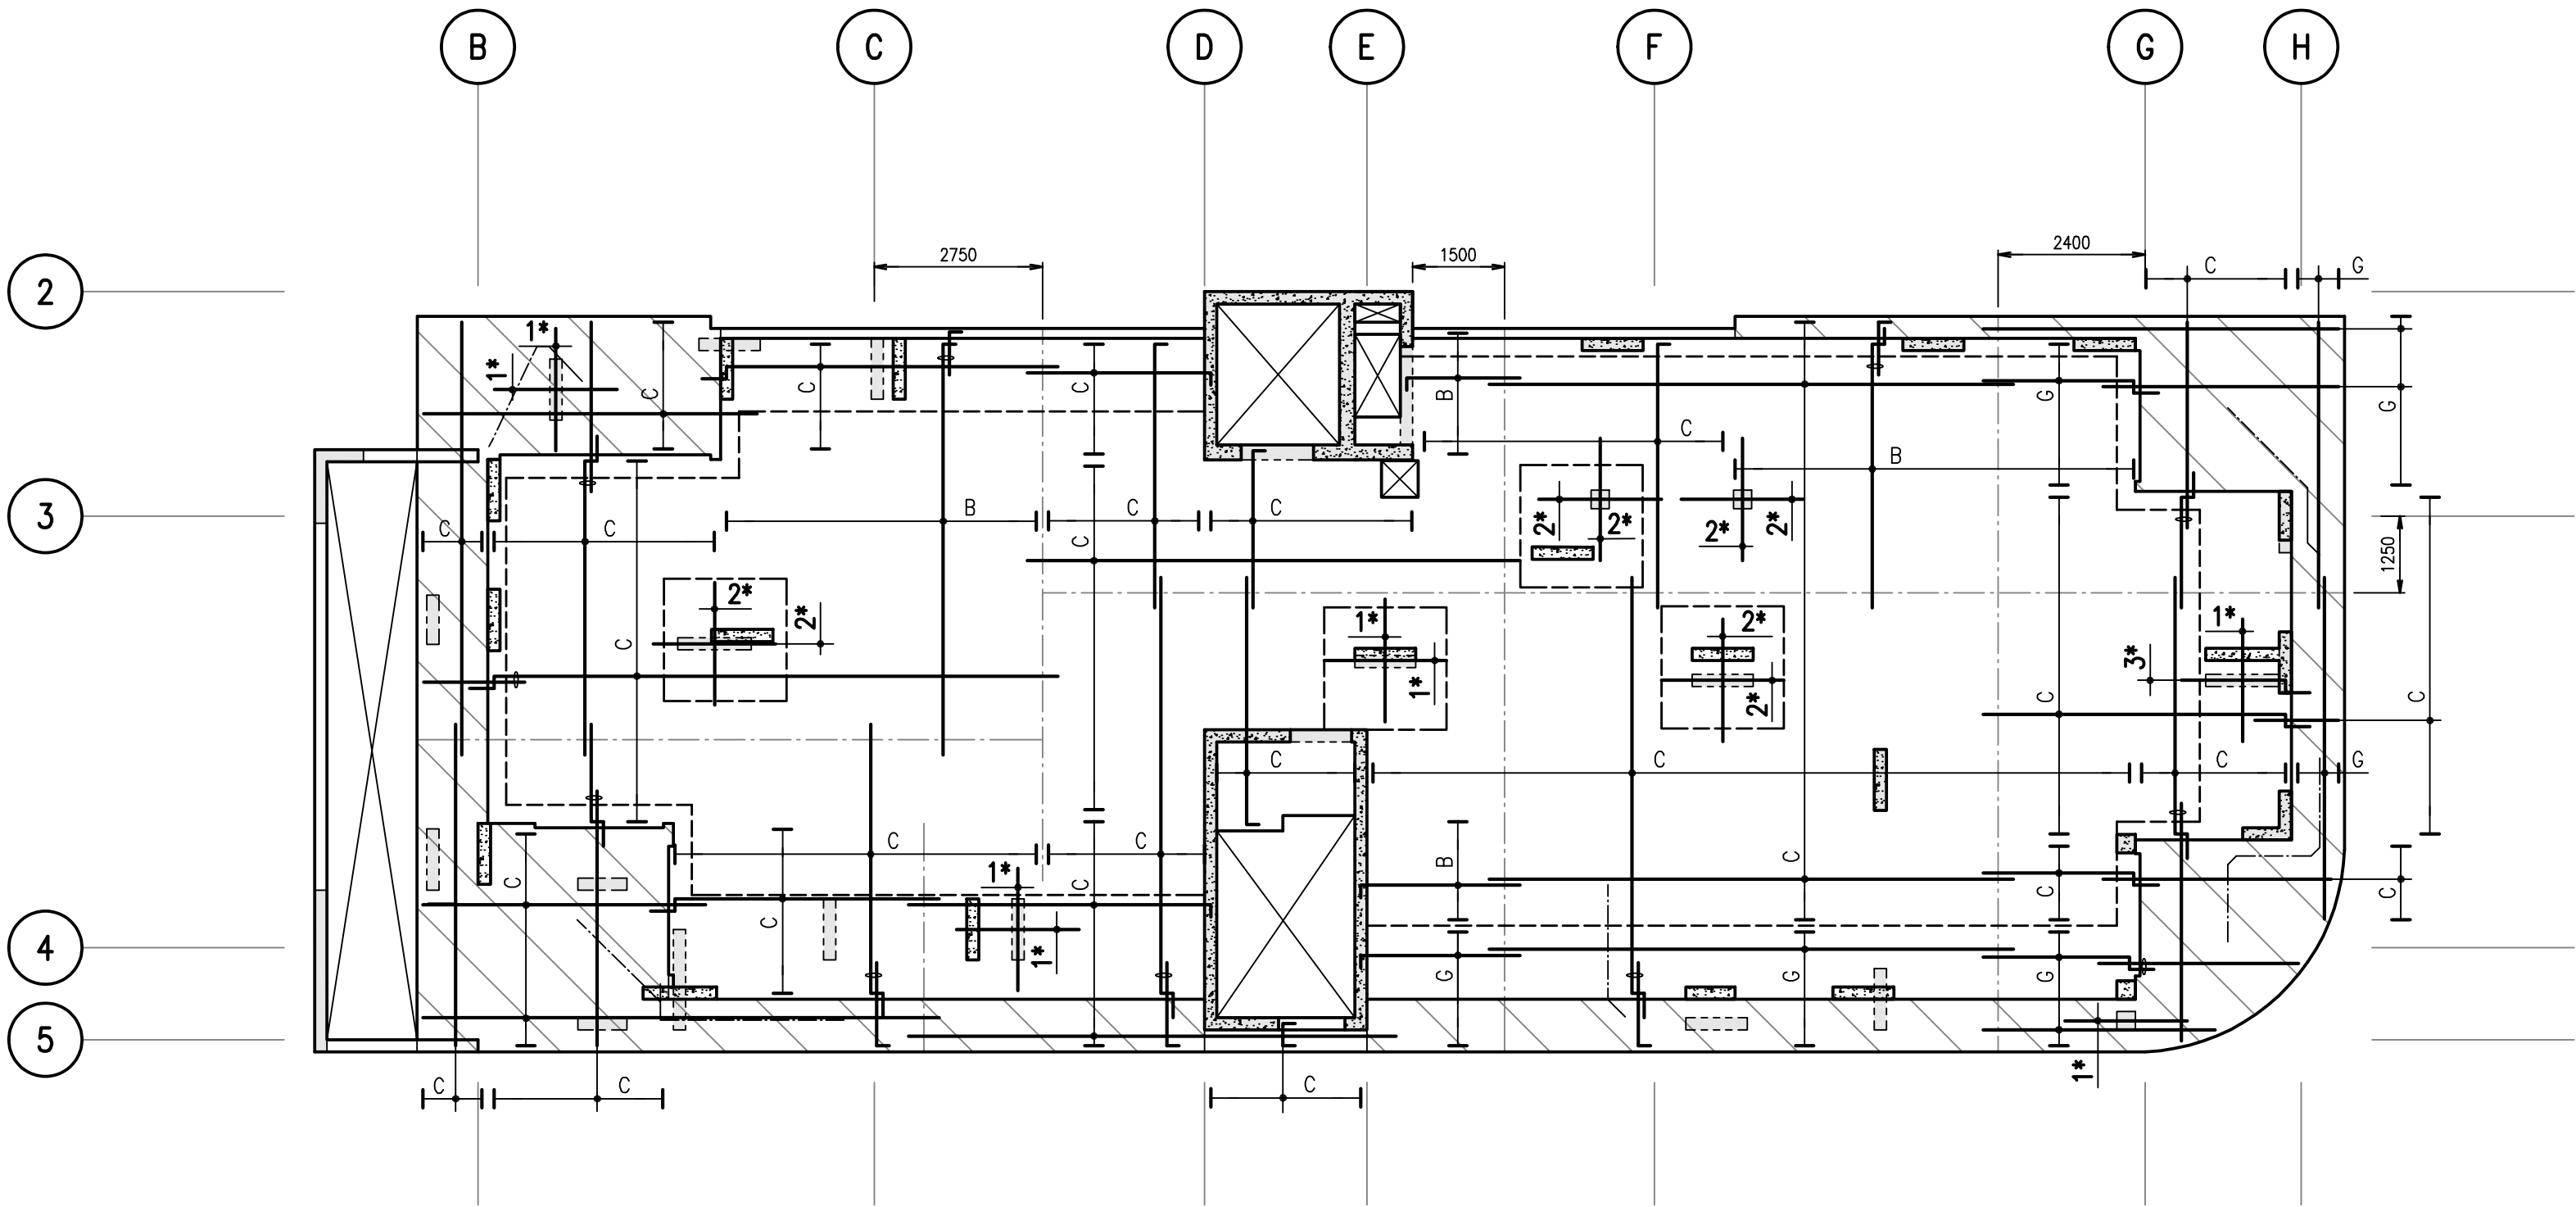 B C D E F G H
2750 1500 2400
C G
2
1*
1*
C C C B G G
C B
3
C C B C C C
2* 2* 2* 2*
1250
2* 2*
C
1* 1*
2* 2*
1* 3*
C C C
C C C G
C C
B C
1* 1*
C C C C C
4
G G G
5
1*
C C C